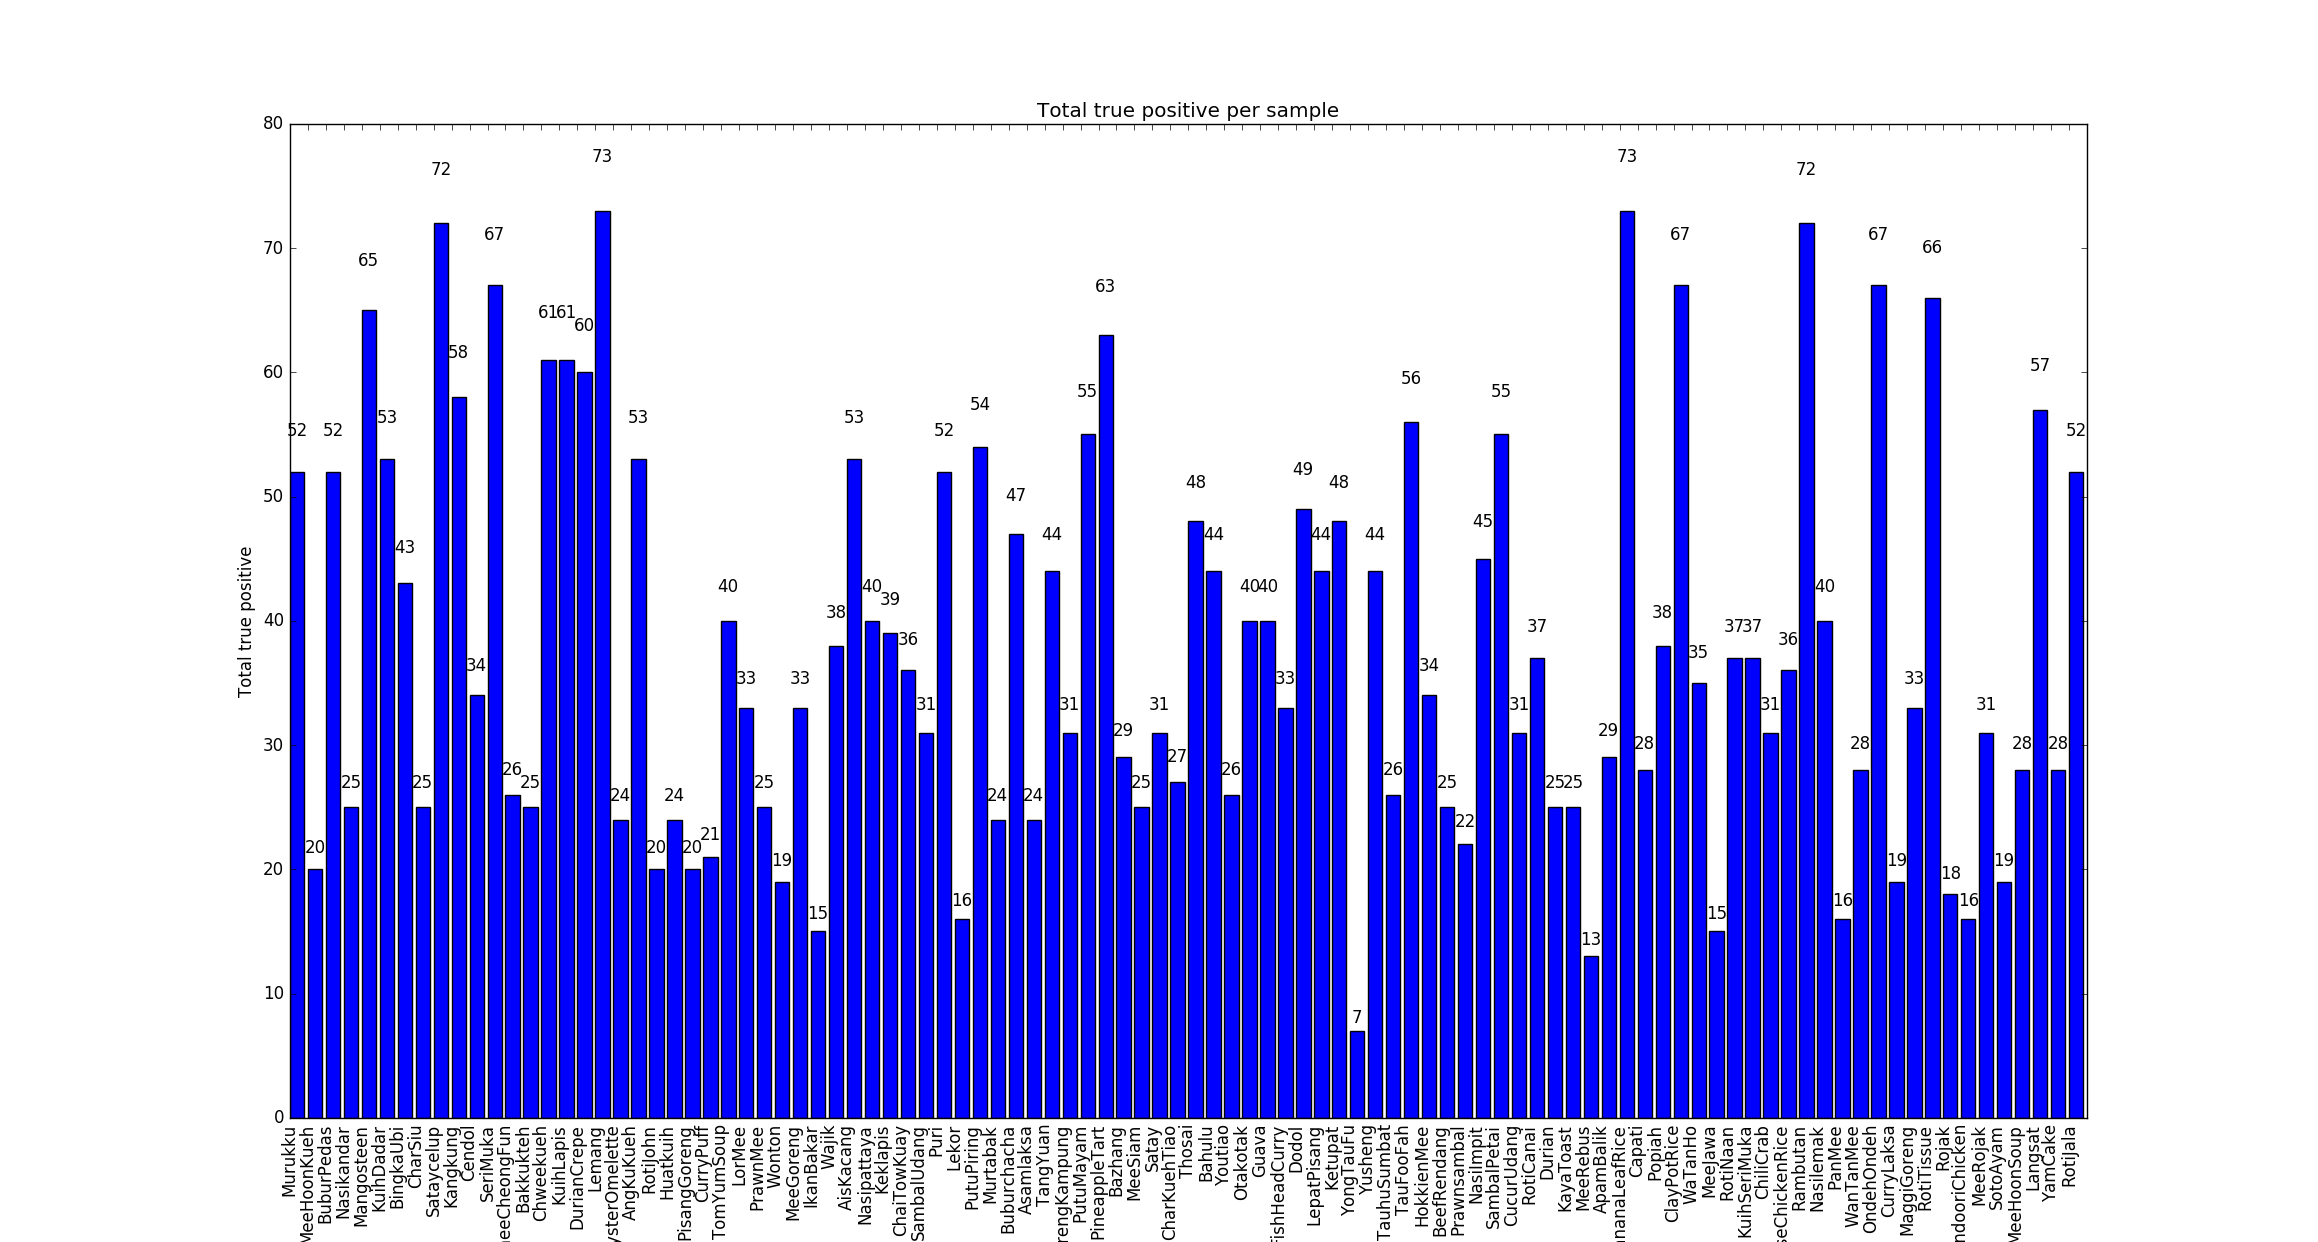 Total true positive per sample
Total true positive
80
70
60
50
40
30
20
10
0
52
20
52
25
65
53
43
25
72
58
34
67
26
25
61
61
60
73
24
53
20
24
20
21
40
33
25
19
33
15
38
53
40
39
36
31
52
16
54
24
47
24
44
31
55
63
29
25
31
27
48
44
26
40
40
33
49
44
48
7
44
26
56
34
25
22
45
55
31
37
25
25
13
29
73
28
38
67
35
15
37
37
31
36
72
40
16
28
67
19
33
66
18
16
31
19
28
57
28
52
Murukku
MeeHoonKueh
BuburPedas
Nasikandar
Mangosteen
KuihDadar
BingkaUbi
CharSiu
Sataycelup
Kangkung
Cendol
SeriMuka
eeCheongFun
Bakkukteh
Chweekueh
KuihLapis
DurianCrepe
Lemang
ysterOmelette
AngKuKueh
RotiJohn
Huatkuih
PisangGoreng
CurryPuff
TomYumSoup
LorMee
PrawnMee
Wonton
MeeGoreng
IkanBakar
Wajik
AisKacang
Nasipattaya
Keklapis
ChaiTowKuay
SambalUdang
Puri
Lekor
PutuPiring
Murtabak
Buburchacha
Asamlaksa
TangYuan
rengKampung
PutuMayam
PineappleTart
Bazhang
MeeSiam
Satay
CharKuehTiao
Thosai
Bahulu
Youtiao
Otakotak
Guava
FishHeadCurry
Dodol
LepatPisang
Ketupat
YongTauFu
Yusheng
TauhuSumbat
TauFooFah
HokkienMee
BeefRendang
Prawnsambal
NasiImpit
SambalPetai
CucurUdang
RotiCanai
Durian
KayaToast
MeeRebus
ApamBalik
nanaLeafRice
Capati
Popiah
ClayPotRice
WaTanHo
MeeJawa
RotiNaan
KuihSeriMuka
ChiliCrab
seChickenRice
Rambutan
Nasilemak
PanMee
WanTanMee
OndehOndeh
CurryLaksa
MaggiGoreng
RotiTissue
Rojak
ndooriChicken
MeeRojak
SotoAyam
MeeHoonSoup
Langsat
YamCake
RotiJala